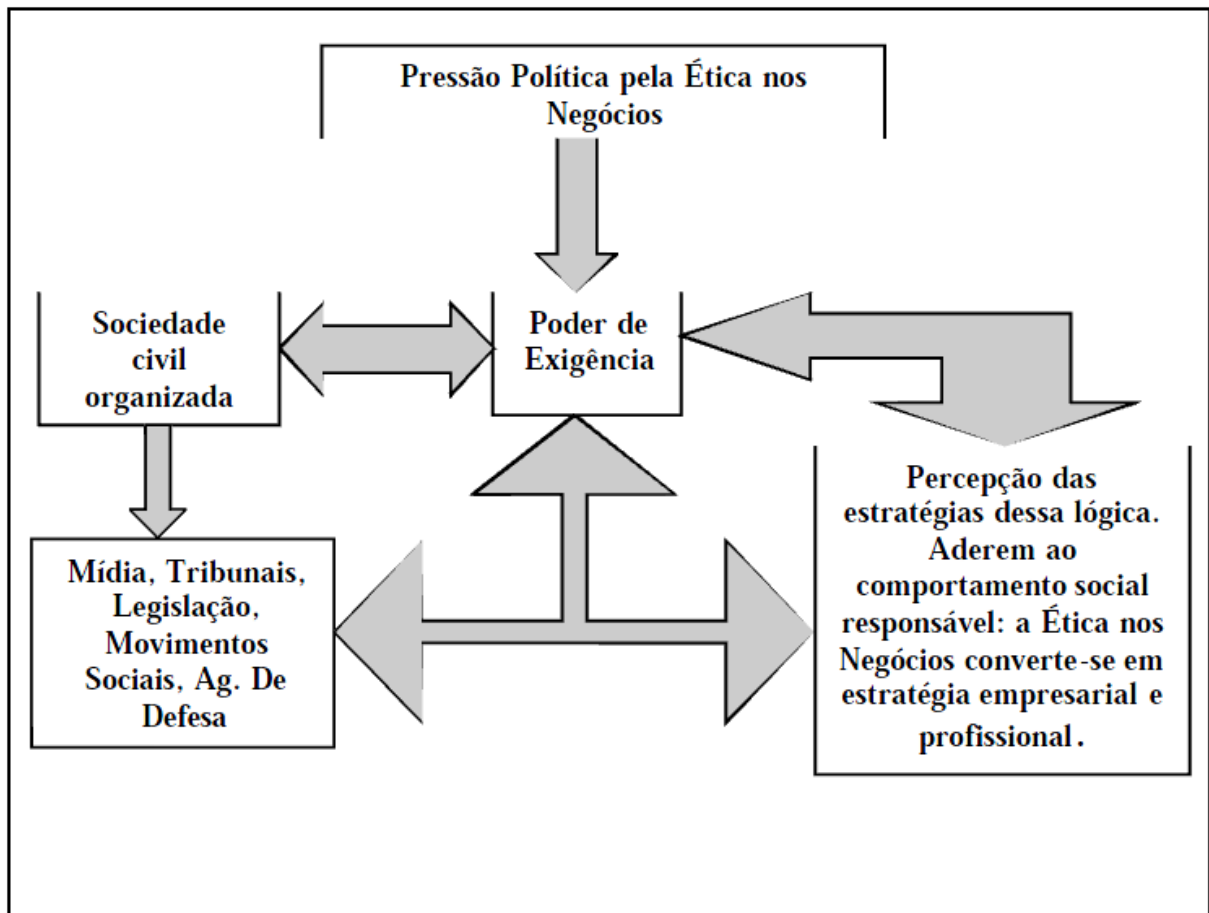 Pressão Política pela Ética nos
Negócios
Sociedade
civil
organizada
Poder de
Exigência
Mídia, Tribunais,
Legislação,
Movimentos
Sociais, Ag. De
Defesa
Percepção das
estratégias dessa lógica.
Aderem ao
comportamento social
responsável: a Ética nos
Negócios converte-se em
estratégia empresarial e
profissional.